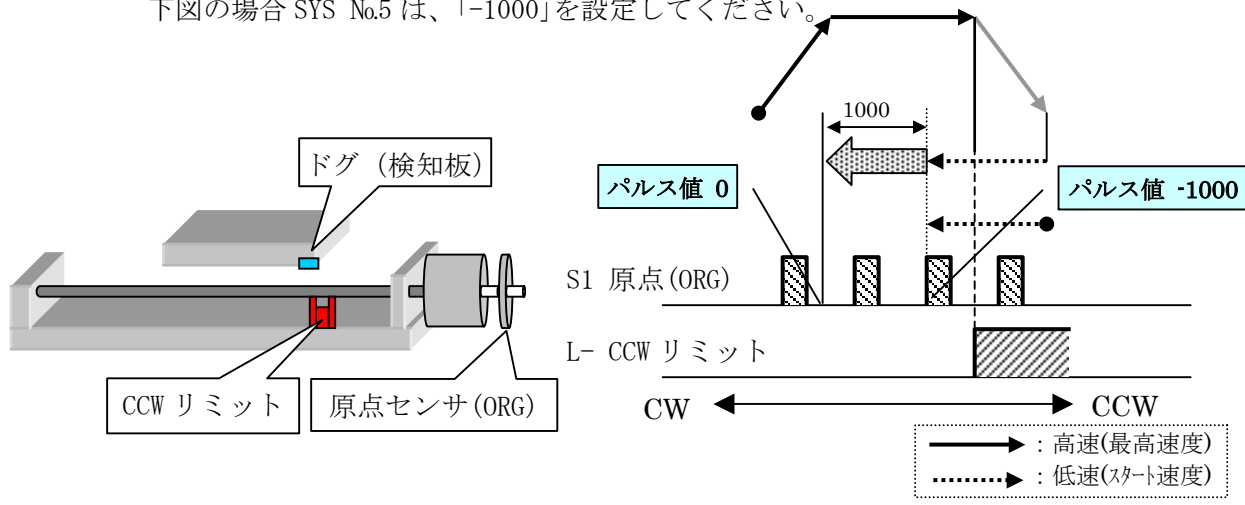 下図の場合 SYS №5 は、「-1000」を設定してください。
1000
ドグ (検知板)
パルス値 0
パルス値 -1000
S1 原点(ORG)
L- CCW リミット
CCW リミット
原点センサ(ORG)
CW
CCW
：高速(最高速度)
：低速(ｽﾀｰﾄ速度)